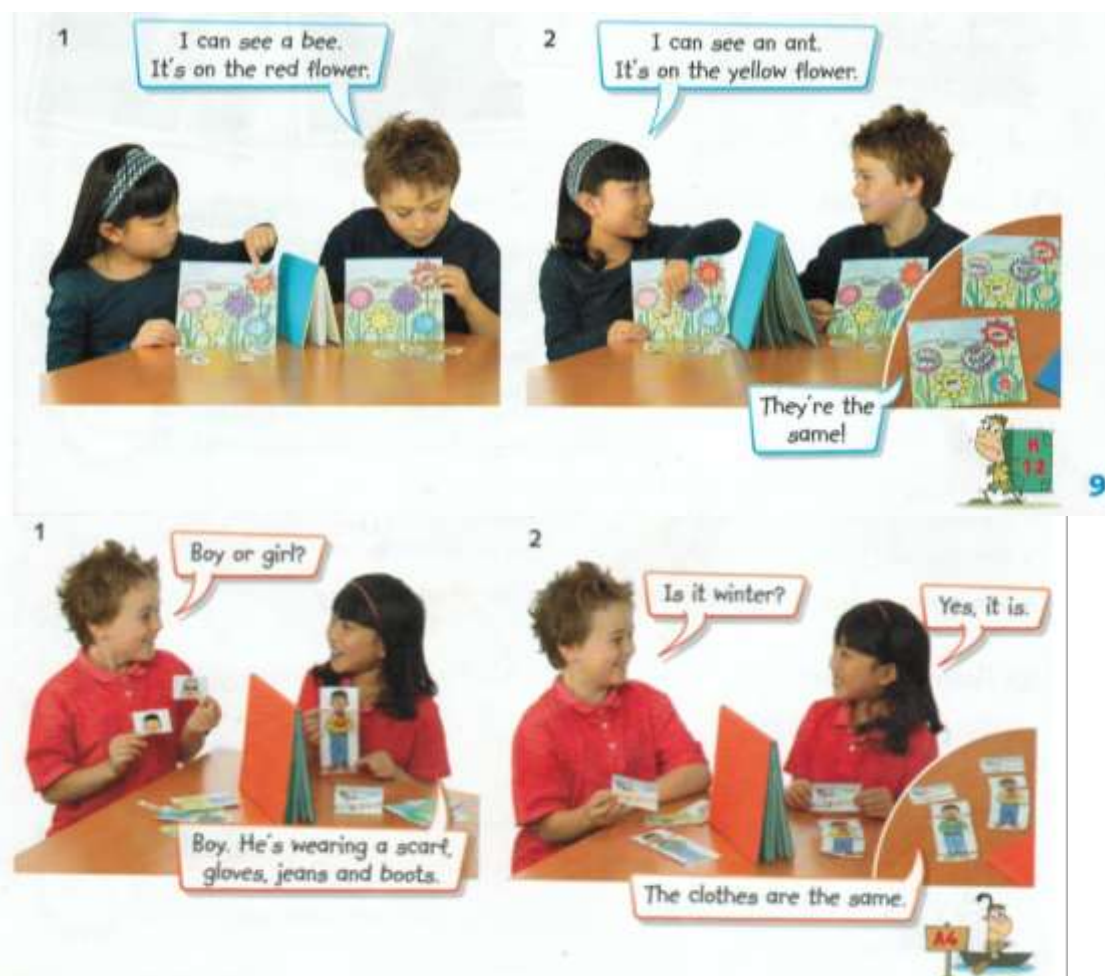 1
I can see a bee.
It's on the red flower.
2
I can see an ant.
It's on the yellow flower.
They're the
same!
12
9
1
Boy or girl?
Boy. He's wearing a scarf,
gloves, jeans and boots.
2
Is it winter?
Yes, it is.
The clothes are the same.
A4